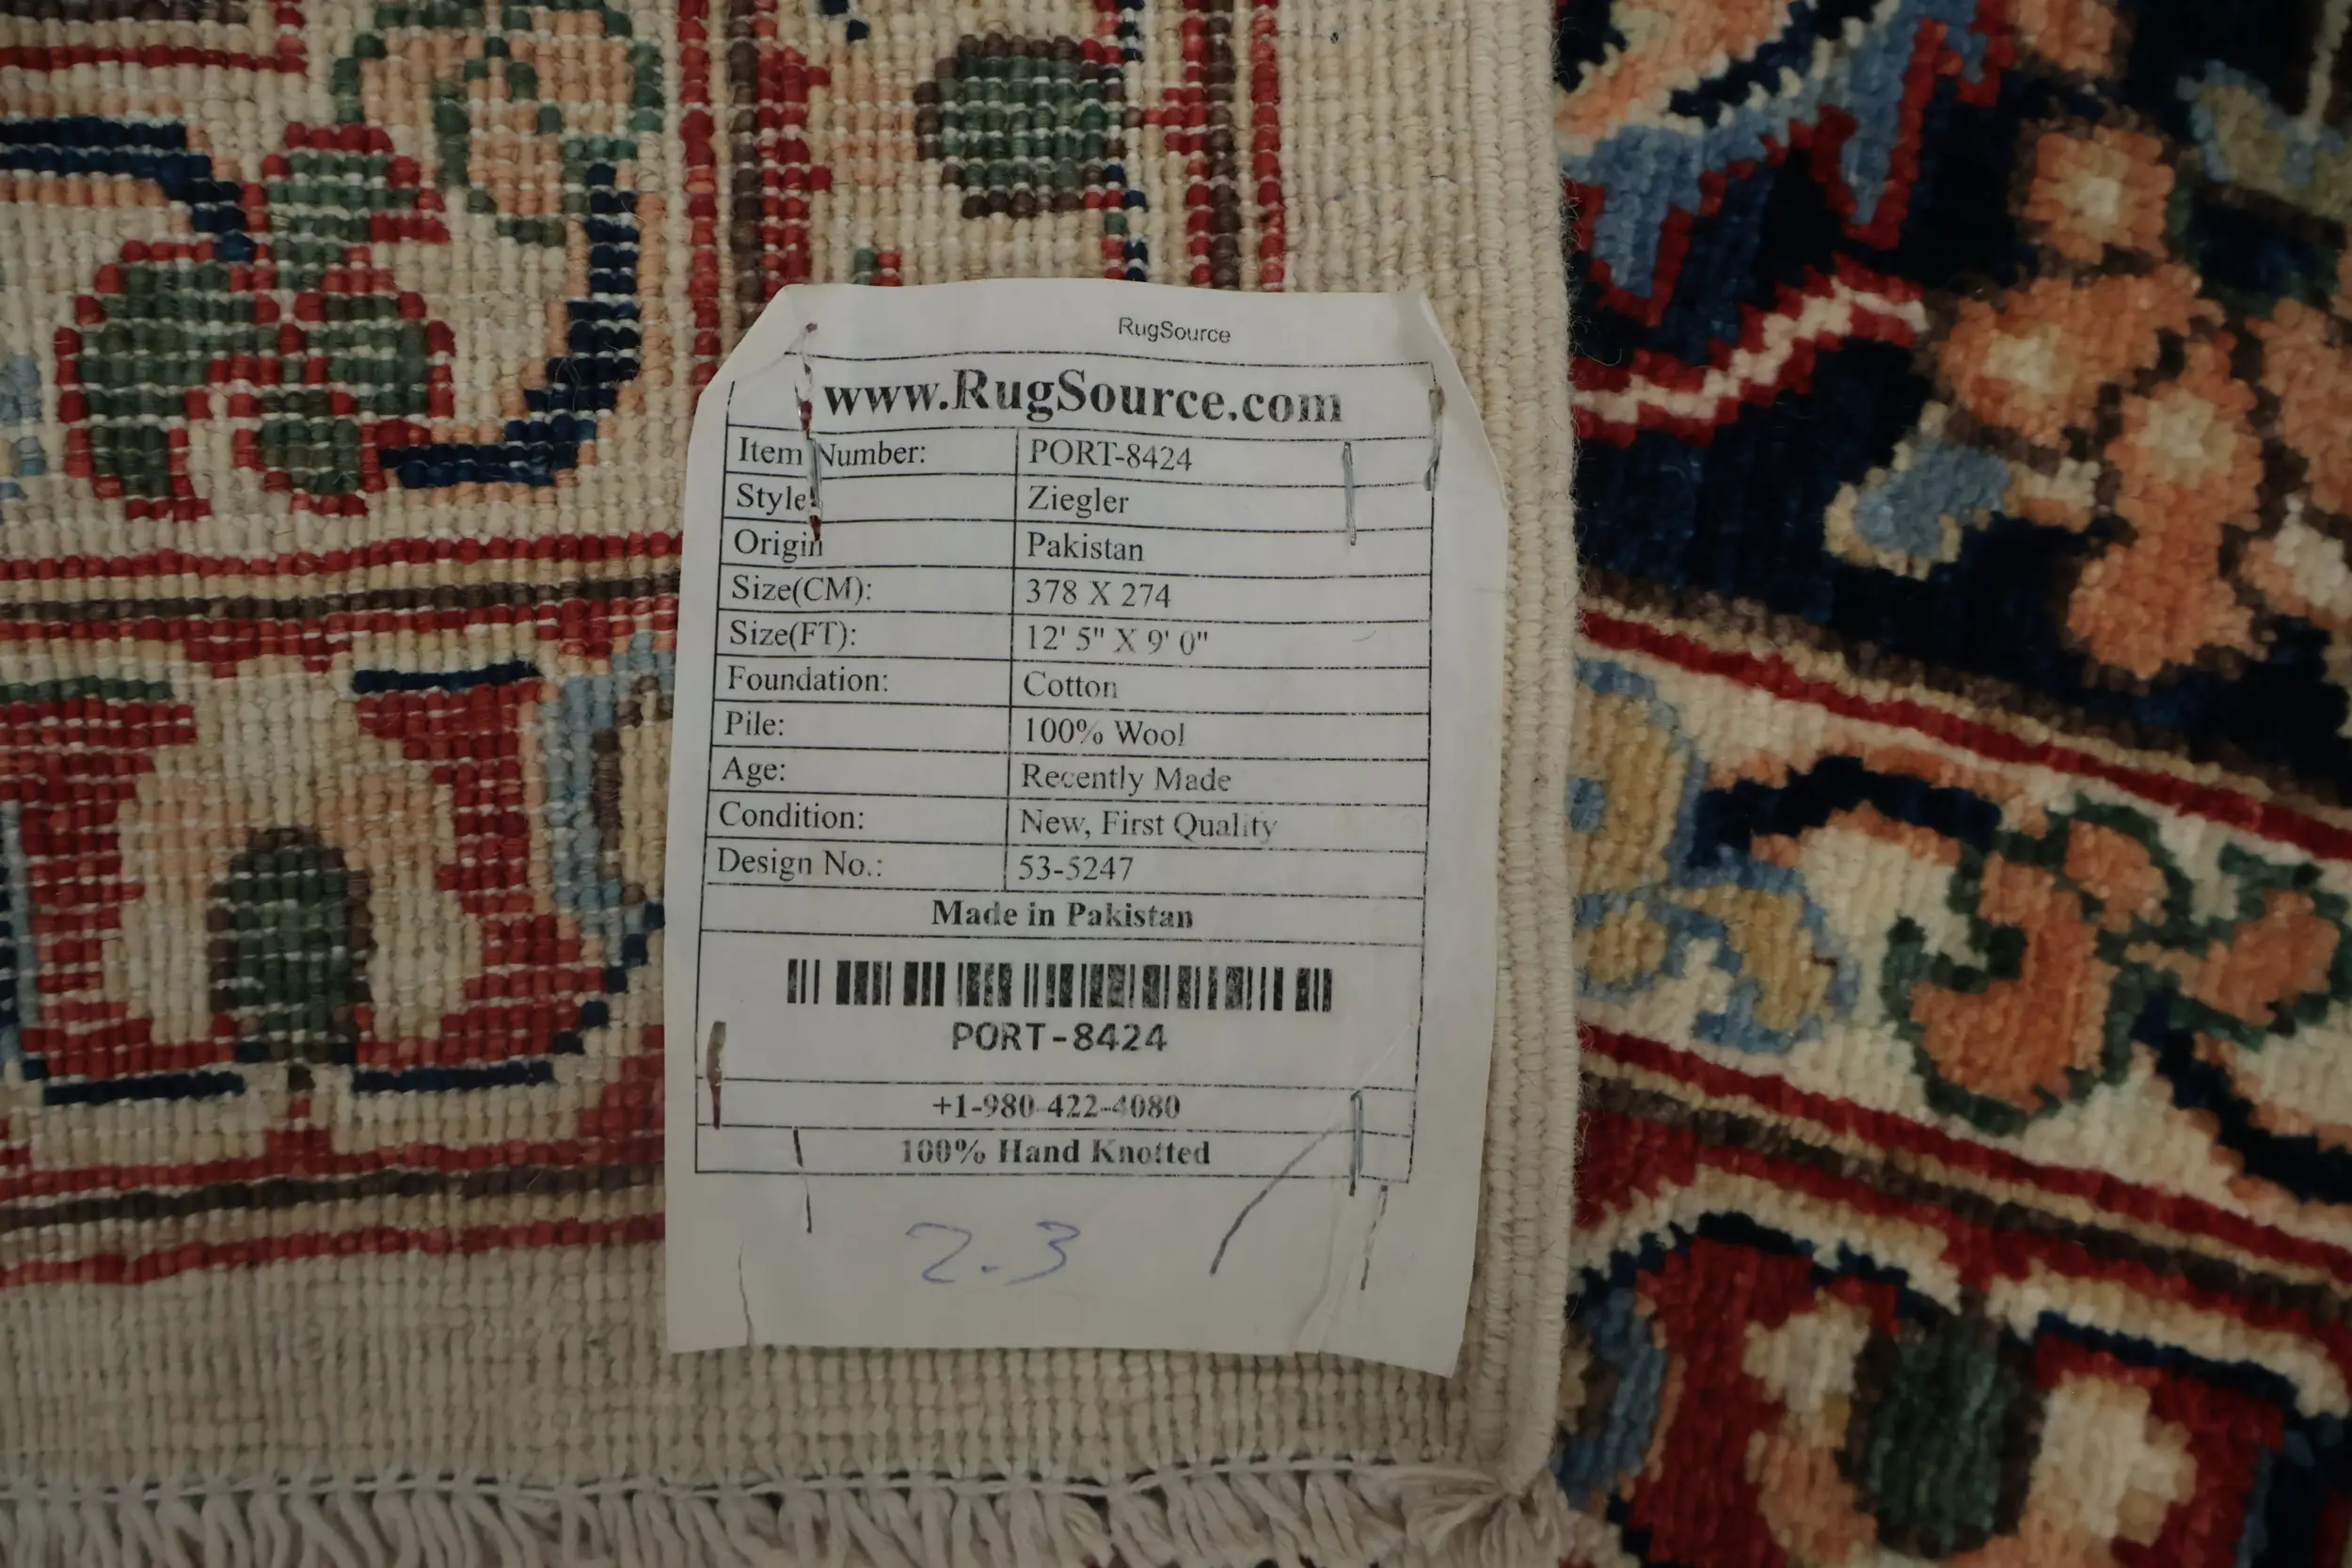 RugSource
www.RugSource.com
Item Number: PORT-8424
Style: Ziegler
Origin Pakistan
Size(CM): 378 X 274
Size(FT): 12' 5" X 9' 0"
Foundation: Cotton
Pile: 100% Wool
Age: Recently Made
Condition: New, First Quality
Design No.: 53-5247
Made in Pakistan
PORT-8424
+1-980-422-4080
100% Hand Knotted
2.3